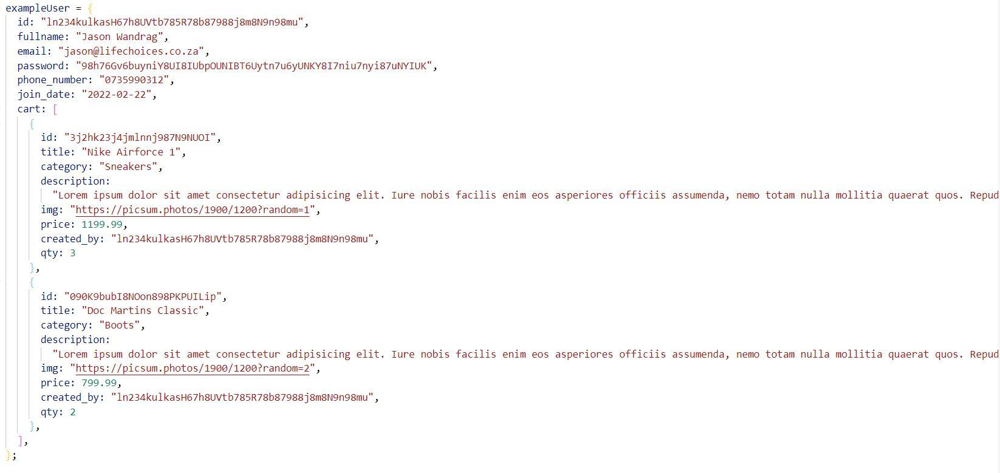 exampleUser = {
id: "ln234kulkasH67h8UVtb785R78b87988j8m8N9n98mu",
fullname: "Jason Wandrag",
email: "jason@lifechoices.co.za",
password: "98h76Gv6buyniY8UI8IUbpOUNIBT6Uytn7u6yUNKY8I7niu7nyi87uNYIUK",
phone_number: "0735990312",
join_date: "2022-02-22",
cart: [
{
id: "3j2hk23j4jmlnnj987N9NUOI",
title: "Nike Airforce 1",
category: "Sneakers",
description:
"Lorem ipsum dolor sit amet consectetur adipisicing elit. Iure nobis facilis enim eos asperiores officiis assumenda, nemo totam nulla mollitia quaerat quos. Repud
img: "https://picsum.photos/1900/1200?random=1",
price: 1199.99,
created_by: "ln234kulkasH67h8UVtb785R78b87988j8m8N9n98mu",
qty: 3
},
{
id: "090K9bubI8NOon898PKPUILip",
title: "Doc Martins Classic",
category: "Boots",
description:
"Lorem ipsum dolor sit amet consectetur adipisicing elit. Iure nobis facilis enim eos asperiores officiis assumenda, nemo totam nulla mollitia quaerat quos. Repud
img: "https://picsum.photos/1900/1200?random=2",
price: 799.99,
created_by: "ln234kulkasH67h8UVtb785R78b87988j8m8N9n98mu",
qty: 2
},
],
};